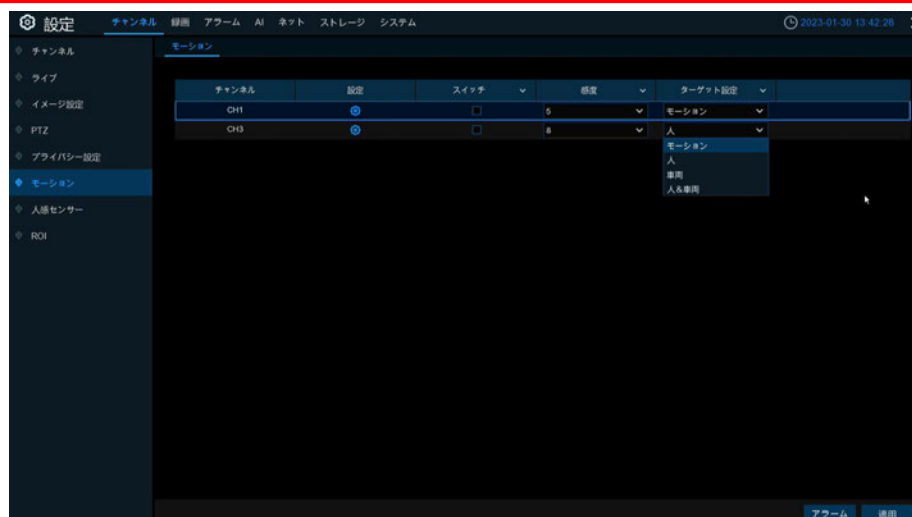 設定 チャンネル 録画 アラーム AI ネット ストレージ システム 2023-01-30 13:42:28
チャンネル
ライブ
イメージ設定
PTZ
プライバシー設定
モーション
人感センサー
ROI
モーション
チャンネル 設定 スイッチ 感度 ターゲット設定
CH1 5 モーション
CH3 8 人
モーション
人
車両
人&車両
アラーム 適用